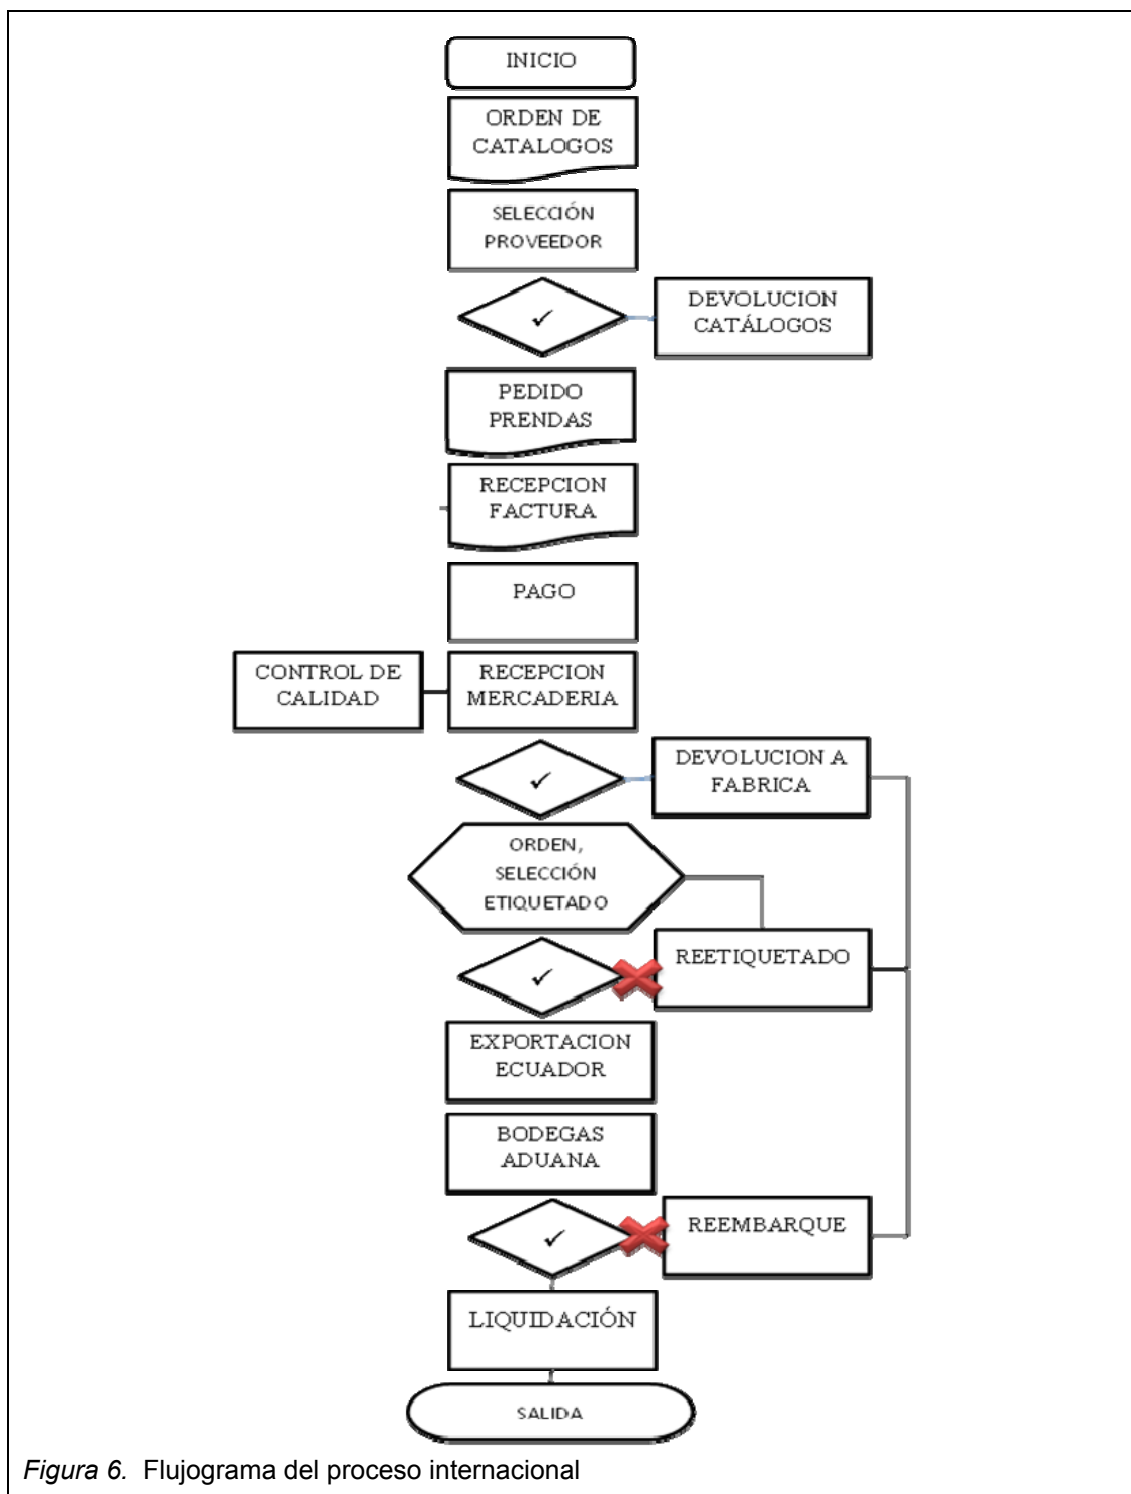 INICIO
ORDEN DE
CATALOGOS
SELECCIÓN
PROVEEDOR
✓
DEVOLUCION
CATÁLOGOS
PEDIDO
PRENDAS
RECEPCION
FACTURA
PAGO
CONTROL DE
CALIDAD
RECEPCION
MERCADERIA
✓
DEVOLUCION A
FABRICA
ORDEN,
SELECCIÓN
ETIQUETADO
✓
REETIQUETADO
EXPORTACION
ECUADOR
BODEGAS
ADUANA
✓
REEMBARQUE
LIQUIDACIÓN
SALIDA
Figura 6. Flujograma del proceso internacional